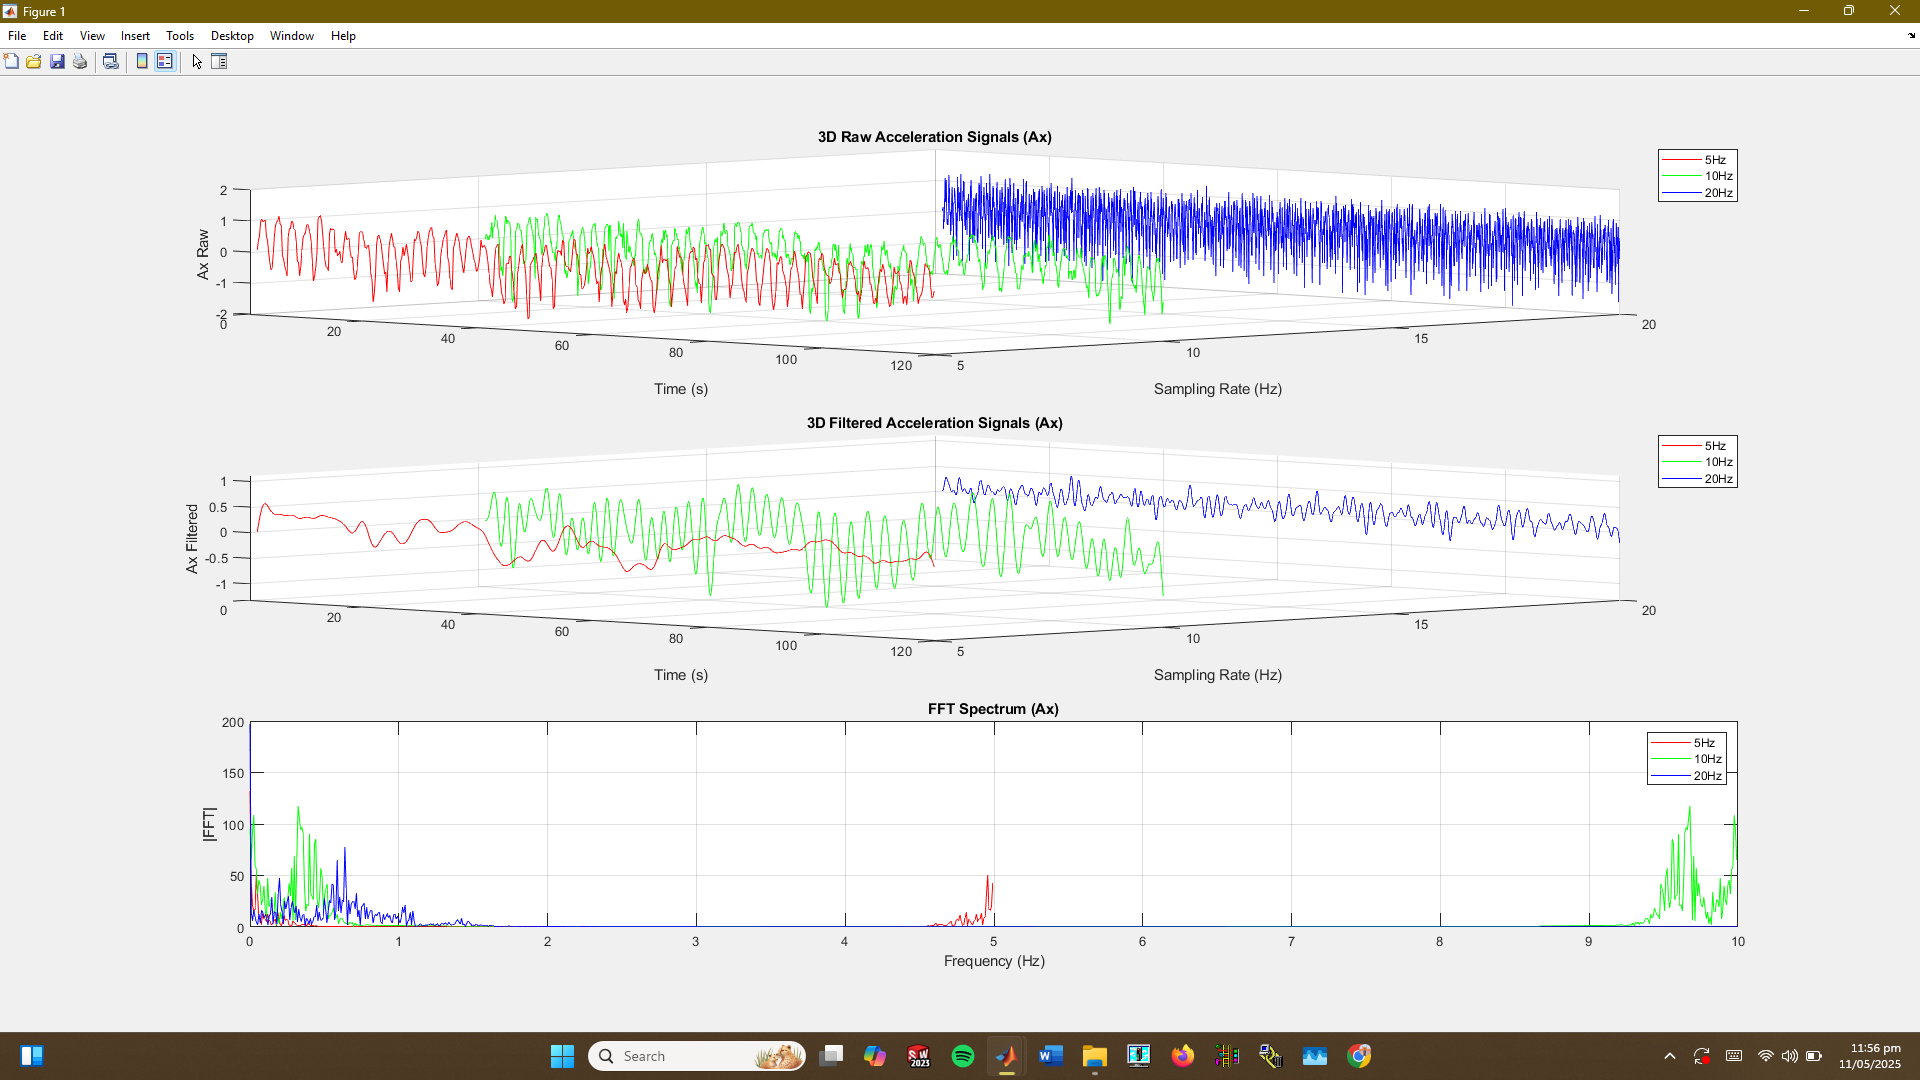 Figure 1
File Edit View Insert Tools Desktop Window Help
3D Raw Acceleration Signals (Ax)
5Hz
10Hz
20Hz
2
1
0
-1
-2
Ax Raw
0 20 40 60 80 100 120
5 10 15 20
Time (s)
Sampling Rate (Hz)
3D Filtered Acceleration Signals (Ax)
5Hz
10Hz
20Hz
1
0.5
0
-0.5
-1
Ax Filtered
0 20 40 60 80 100 120
5 10 15 20
Time (s)
Sampling Rate (Hz)
FFT Spectrum (Ax)
5Hz
10Hz
20Hz
200
150
100
50
0
|FFT|
0 1 2 3 4 5 6 7 8 9 10
Frequency (Hz)
Search
SW
2023
W
11:56 pm
11/05/2025